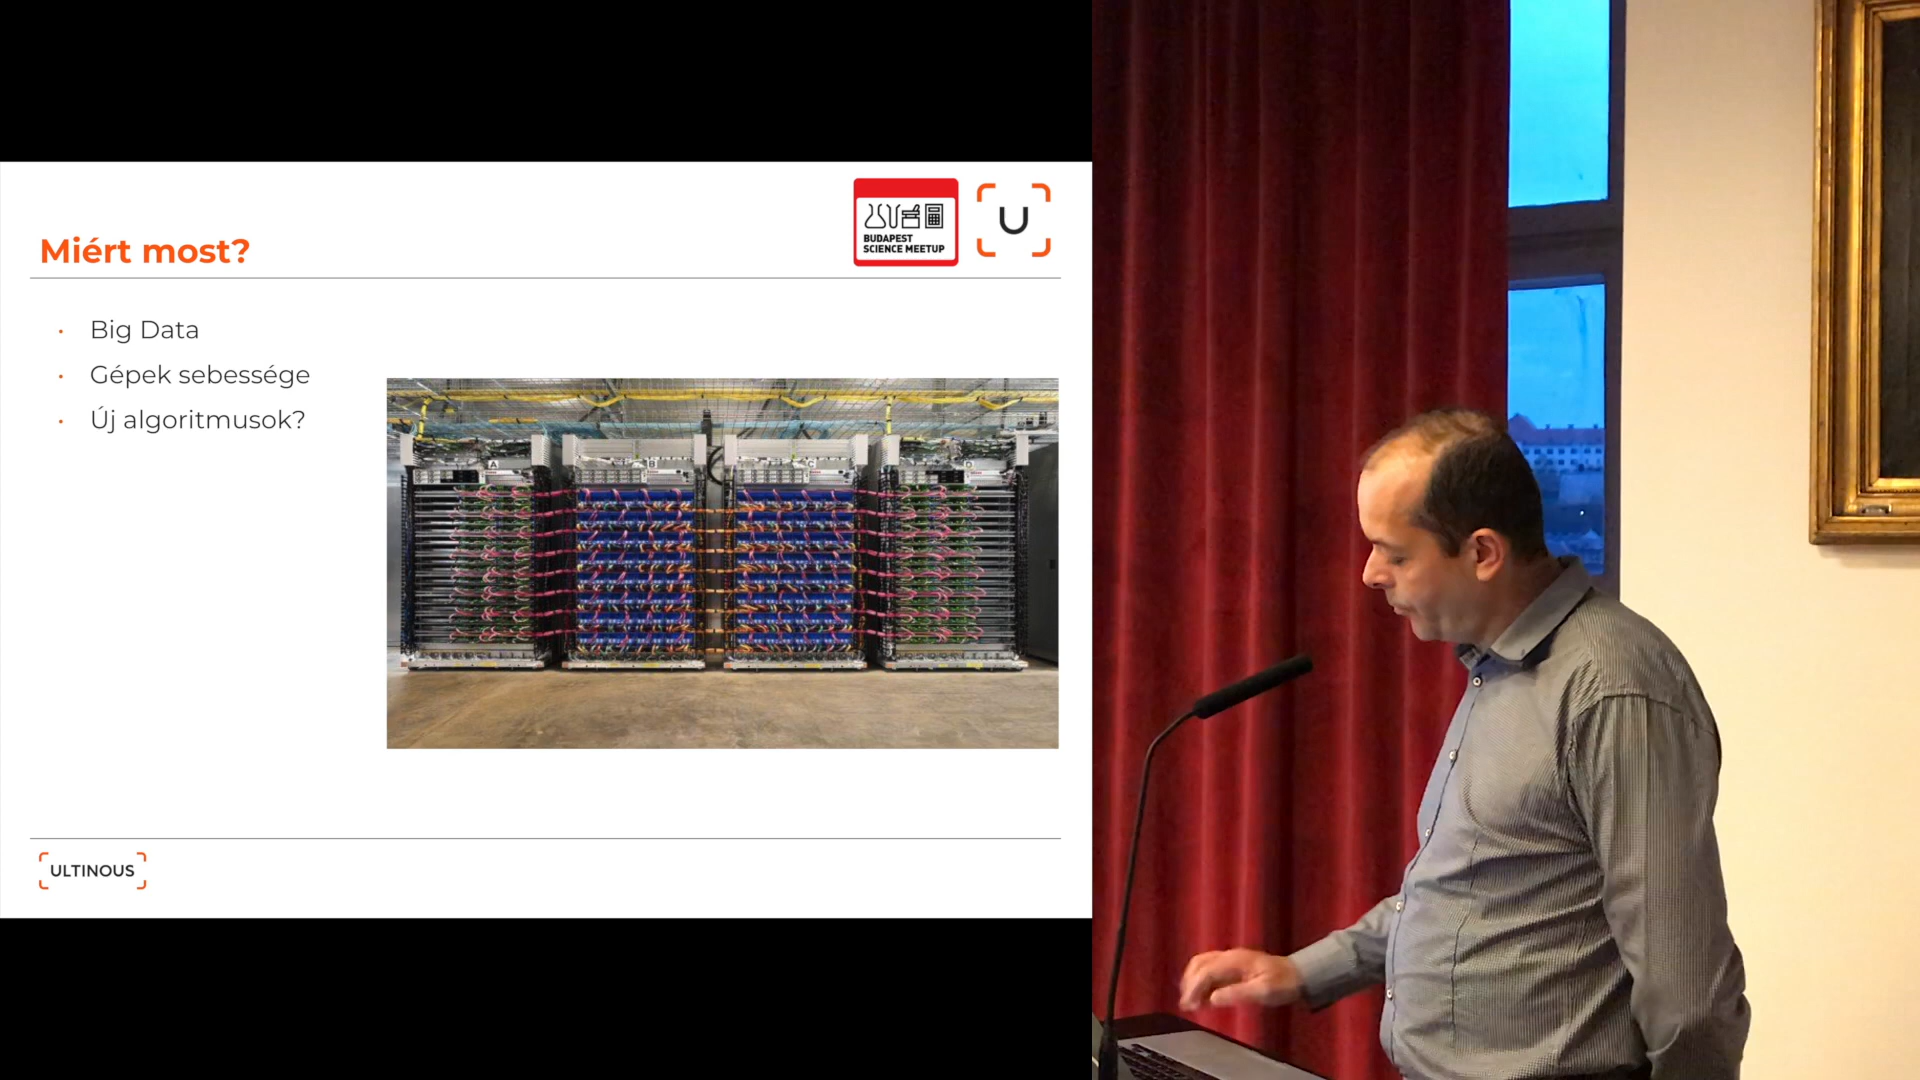 Miért most?
BUDAPEST
SCIENCE MEETUP
U
• Big Data
• Gépek sebessége
• Új algoritmusok?
A
B
C
D
ULTINOUS